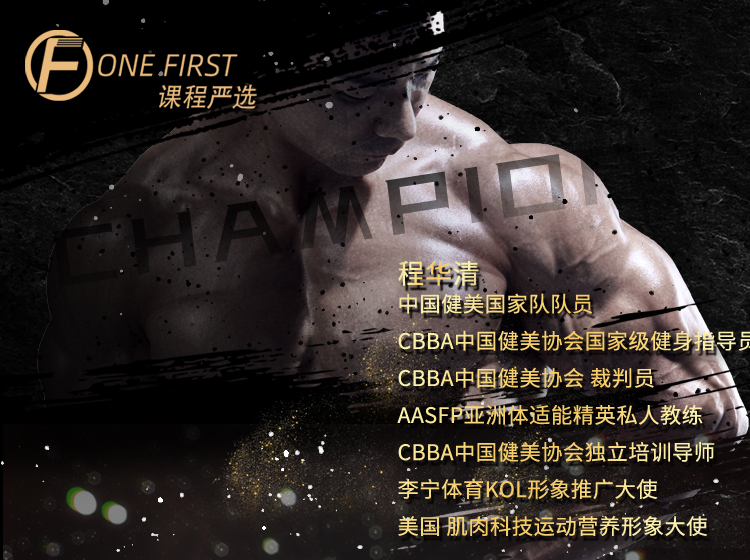 ONE FIRST
课程严选
CHAMPION
程华清
中国健美国家队队员
CBBA中国健美协会国家级健身指导员
CBBA中国健美协会 裁判员
AASFP亚洲体适能精英私人教练
CBBA中国健美协会独立培训导师
李宁体育KOL形象推广大使
美国 肌肉科技运动营养形象大使